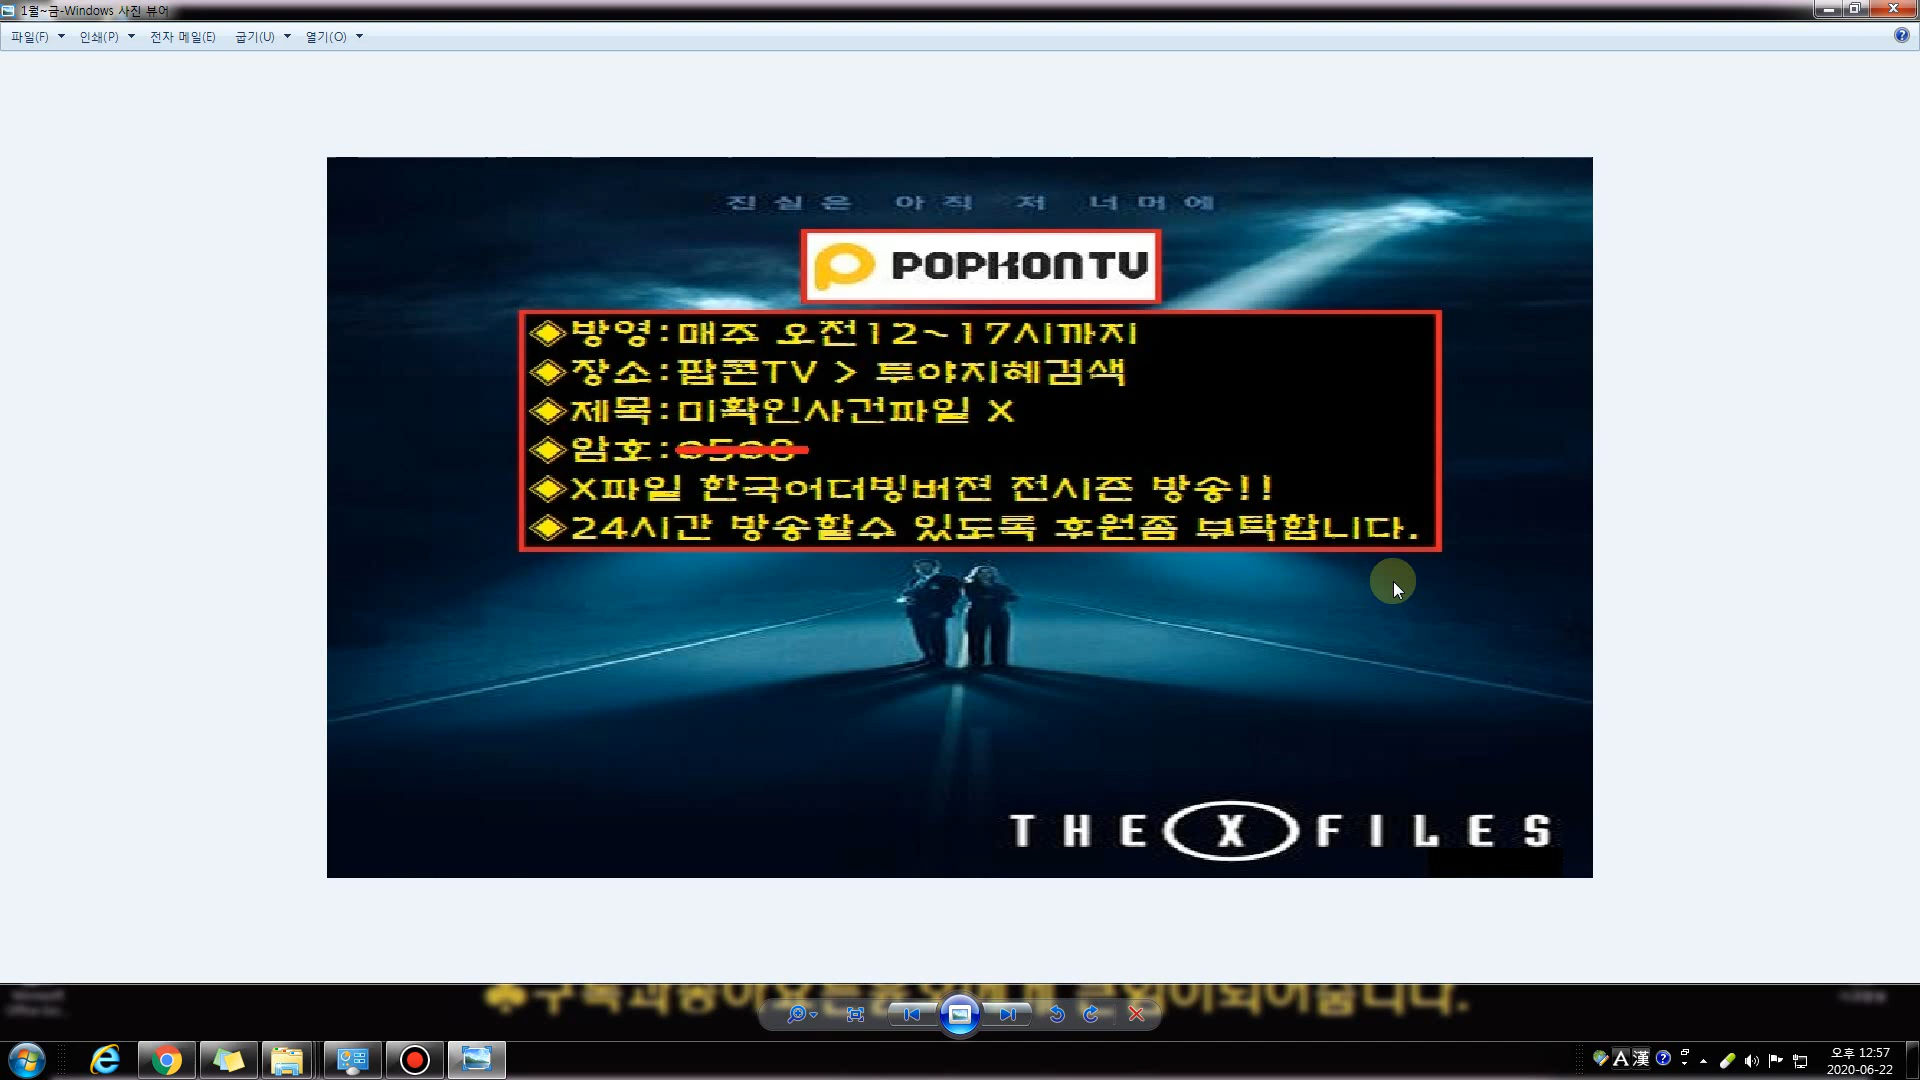 1월~금-Windows 사진 뷰어
파일(F) 인쇄(P) 전자 메일(E) 굽기(U) 열기(O)
진실은 아직 저 너머에
POPKONTV
◈방영:매주 오전12~17시까지
◈장소:팝콘TV > 투야지혜검색
◈제목:미확인사건파일 X
◈암호:
◈X파일 한국어더빙버젼 전시즌 방송!!
◈24시간 방송할수 있도록 후원좀 부탁합니다.
THE X FILES
A 漢
오후 12:57
2020-06-22